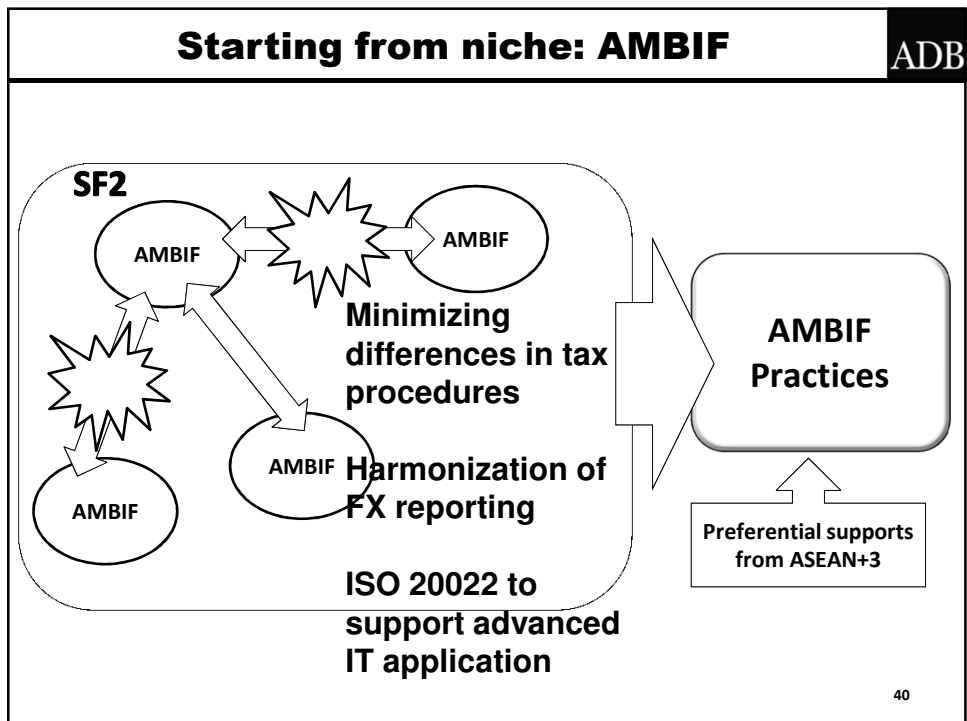 Starting from niche: AMBIF
ADB
SF2
AMBIF
AMBIF
Minimizing
differences in tax
procedures
AMBIF
Practices
AMBIF
Harmonization of
FX reporting
AMBIF
Preferential supports
from ASEAN+3
ISO 20022 to
support advanced
IT application
40